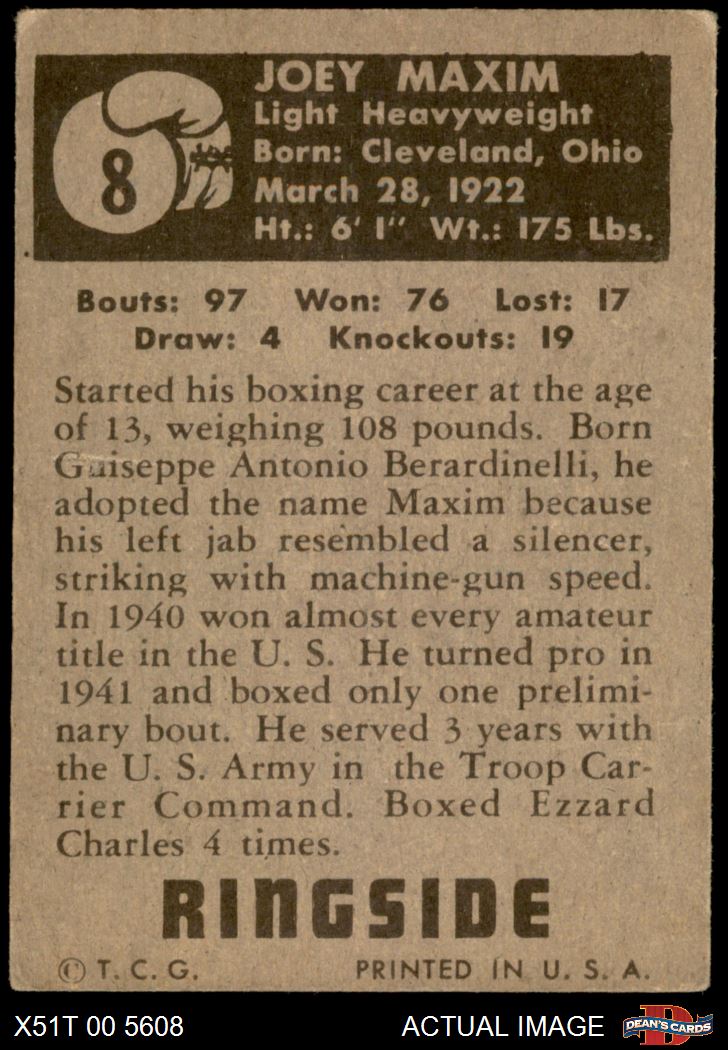 8
JOEY MAXIM
Light Heavyweight
Born: Cleveland, Ohio
March 28, 1922
Ht.: 6' 1" Wt.: 175 Lbs.
Bouts: 97 Won: 76 Lost: 17
Draw: 4 Knockouts: 19
Started his boxing career at the age
of 13, weighing 108 pounds. Born
Guiseppe Antonio Berardinelli, he
adopted the name Maxim because
his left jab resembled a silencer,
striking with machine-gun speed.
In 1940 won almost every amateur
title in the U. S. He turned pro in
1941 and boxed only one prelimi-
nary bout. He served 3 years with
the U. S. Army in the Troop Car-
rier Command. Boxed Ezzard
Charles 4 times.
RINGSIDE
© T. C. G. PRINTED IN U. S. A.
X51T 00 5608 ACTUAL IMAGE D DEAN'S CARDS